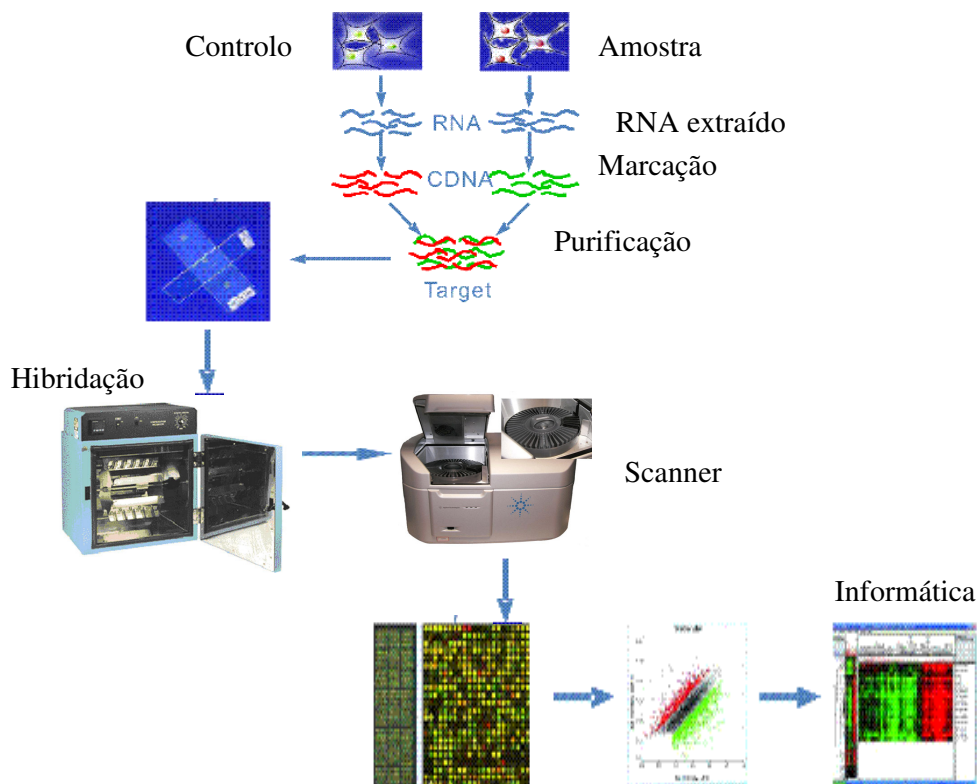 Controlo
Amostra
RNA
RNA extraído
Marcação
CDNA
Purificação
Target
Hibridação
Scanner
Informática